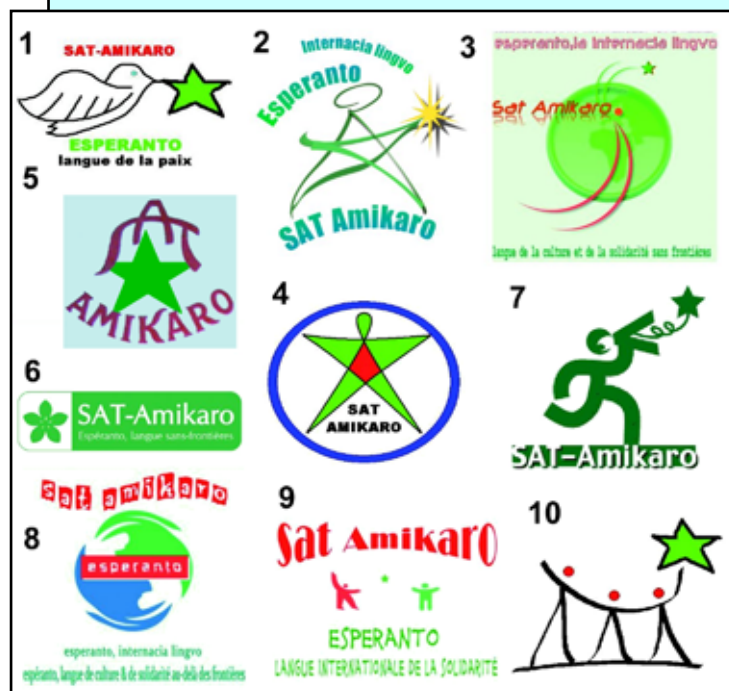 1
SAT-AMIKARO
ESPERANTO
langue de la paix
2
Internacia lingvo
Esperanto
SAT Amikaro
3
esperanto,la internacia lingvo
Sat Amikaro
langue de la culture et de la solidarité sans frontières
5
SAT
AMIKARO
4
SAT
AMIKARO
7
SAT-Amikaro
6
SAT-Amikaro
Espéranto, langue sans-frontières
8
sat amikaro
esperanto
esperanto, internacia lingvo
espéranto, langue de culture & de solidarité au-delà des frontières
9
Sat Amikaro
ESPERANTO
LANGUE INTERNATIONALE DE LA SOLIDARITÉ
10